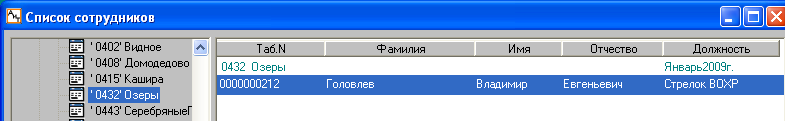 Список сотрудников
' 0402' Видное
' 0408' Домодедово
' 0415' Кашира
' 0432' Озеры
' 0443' Серебряные
Таб.N Фамилия Имя Отчество Должность
0432 Озеры Январь2009г.
0000000212 Головлев Владимир Евгеньевич Стрелок ВОХР